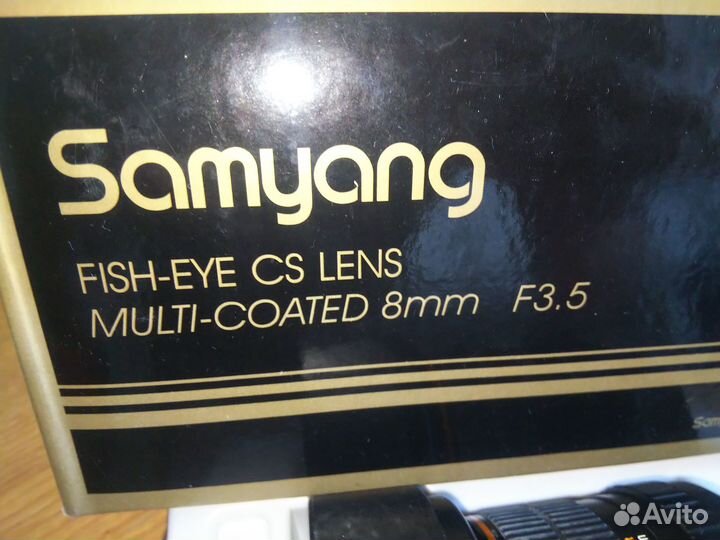 Samyang
FISH-EYE CS LENS
MULTI-COATED 8mm F3.5
Avito